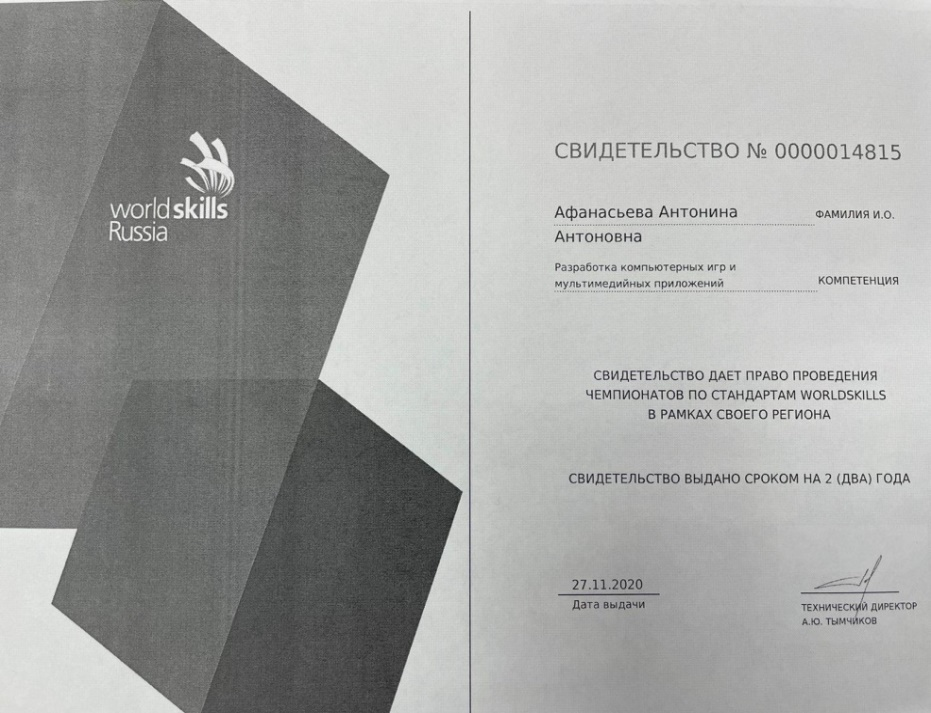 worldskills
Russia
СВИДЕТЕЛЬСТВО № 0000014815
Афанасьева Антонина ФАМИЛИЯ И.О.
Антоновна
Разработка компьютерных игр и
мультимедийных приложений КОМПЕТЕНЦИЯ
СВИДЕТЕЛЬСТВО ДАЕТ ПРАВО ПРОВЕДЕНИЯ
ЧЕМПИОНАТОВ ПО СТАНДАРТАМ WORLDSKILLS
В РАМКАХ СВОЕГО РЕГИОНА
СВИДЕТЕЛЬСТВО ВЫДАНО СРОКОМ НА 2 (ДВА) ГОДА
27.11.2020
Дата выдачи
ТЕХНИЧЕСКИЙ ДИРЕКТОР
А.Ю. ТЫМЧИКОВ